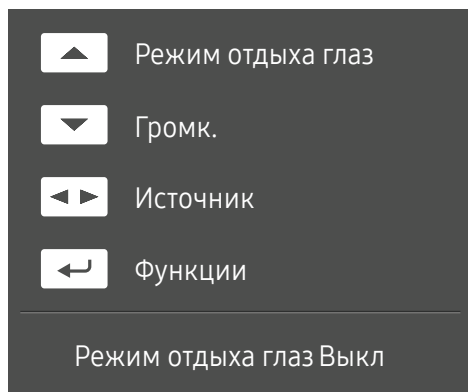 Режим отдыха глаз
Громк.
Источник
Функции
Режим отдыха глаз Выкл